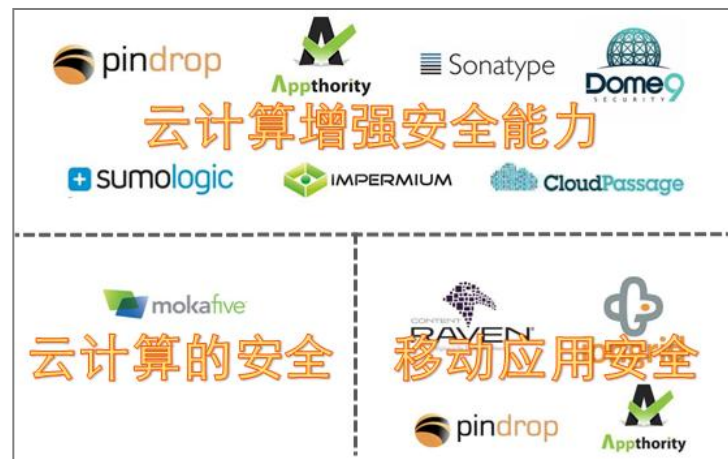 pindrop
Appthority
Sonatype
Dome9
SECURITY
云计算增强安全能力
sumologic
IMPERMIUM
CloudPassage
mokafive
云计算的安全
CONTENT
RAVEN
移动应用安全
pindrop
Appthority